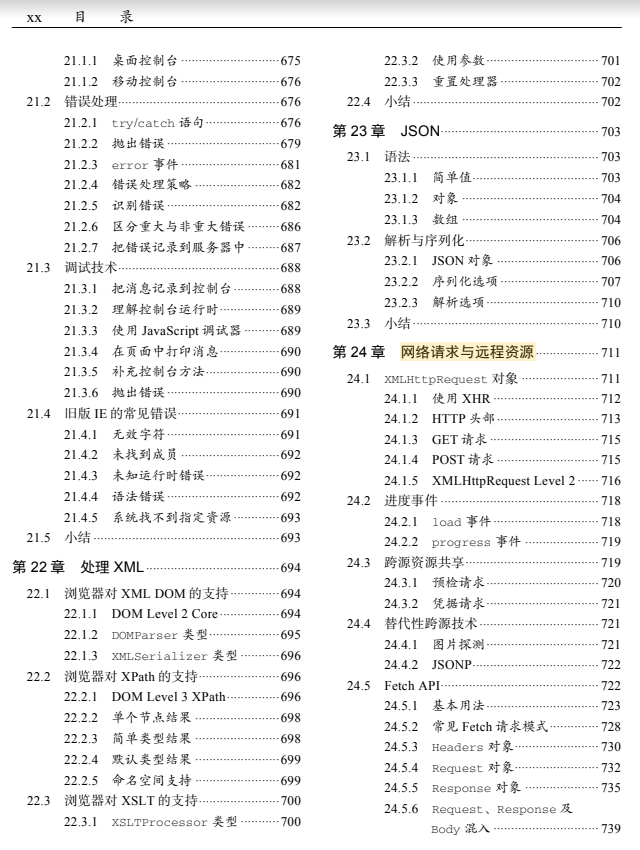 xx 目 录
21.1.1 桌面控制台 675
21.1.2 移动控制台 676
21.2 错误处理 676
21.2.1 try/catch 语句 676
21.2.2 抛出错误 679
21.2.3 error 事件 681
21.2.4 错误处理策略 682
21.2.5 识别错误 682
21.2.6 区分重大与非重大错误 686
21.2.7 把错误记录到服务器中 687
21.3 调试技术 688
21.3.1 把消息记录到控制台 688
21.3.2 理解控制台运行时 689
21.3.3 使用 JavaScript 调试器 689
21.3.4 在页面中打印消息 690
21.3.5 补充控制台方法 690
21.3.6 抛出错误 690
21.4 旧版 IE 的常见错误 691
21.4.1 无效字符 691
21.4.2 未找到成员 692
21.4.3 未知运行时错误 692
21.4.4 语法错误 692
21.4.5 系统找不到指定资源 693
21.5 小结 693
第 22 章 处理 XML 694
22.1 浏览器对 XML DOM 的支持 694
22.1.1 DOM Level 2 Core 694
22.1.2 DOMParser 类型 695
22.1.3 XMLSerializer 类型 696
22.2 浏览器对 XPath 的支持 696
22.2.1 DOM Level 3 XPath 696
22.2.2 单个节点结果 698
22.2.3 简单类型结果 698
22.2.4 默认类型结果 699
22.2.5 命名空间支持 699
22.3 浏览器对 XSLT 的支持 700
22.3.1 XSLTProcessor 类型 700
22.3.2 使用参数 701
22.3.3 重置处理器 702
22.4 小结 702
第 23 章 JSON 703
23.1 语法 703
23.1.1 简单值 703
23.1.2 对象 704
23.1.3 数组 704
23.2 解析与序列化 706
23.2.1 JSON 对象 706
23.2.2 序列化选项 707
23.2.3 解析选项 710
23.3 小结 710
第 24 章 网络请求与远程资源 711
24.1 XMLHttpRequest 对象 711
24.1.1 使用 XHR 712
24.1.2 HTTP 头部 713
24.1.3 GET 请求 715
24.1.4 POST 请求 715
24.1.5 XMLHttpRequest Level 2 716
24.2 进度事件 718
24.2.1 load 事件 718
24.2.2 progress 事件 719
24.3 跨源资源共享 719
24.3.1 预检请求 720
24.3.2 凭据请求 721
24.4 替代性跨源技术 721
24.4.1 图片探测 721
24.4.2 JSONP 722
24.5 Fetch API 722
24.5.1 基本用法 723
24.5.2 常见 Fetch 请求模式 728
24.5.3 Headers 对象 730
24.5.4 Request 对象 732
24.5.5 Response 对象 735
24.5.6 Request、Response 及
Body 混入 739